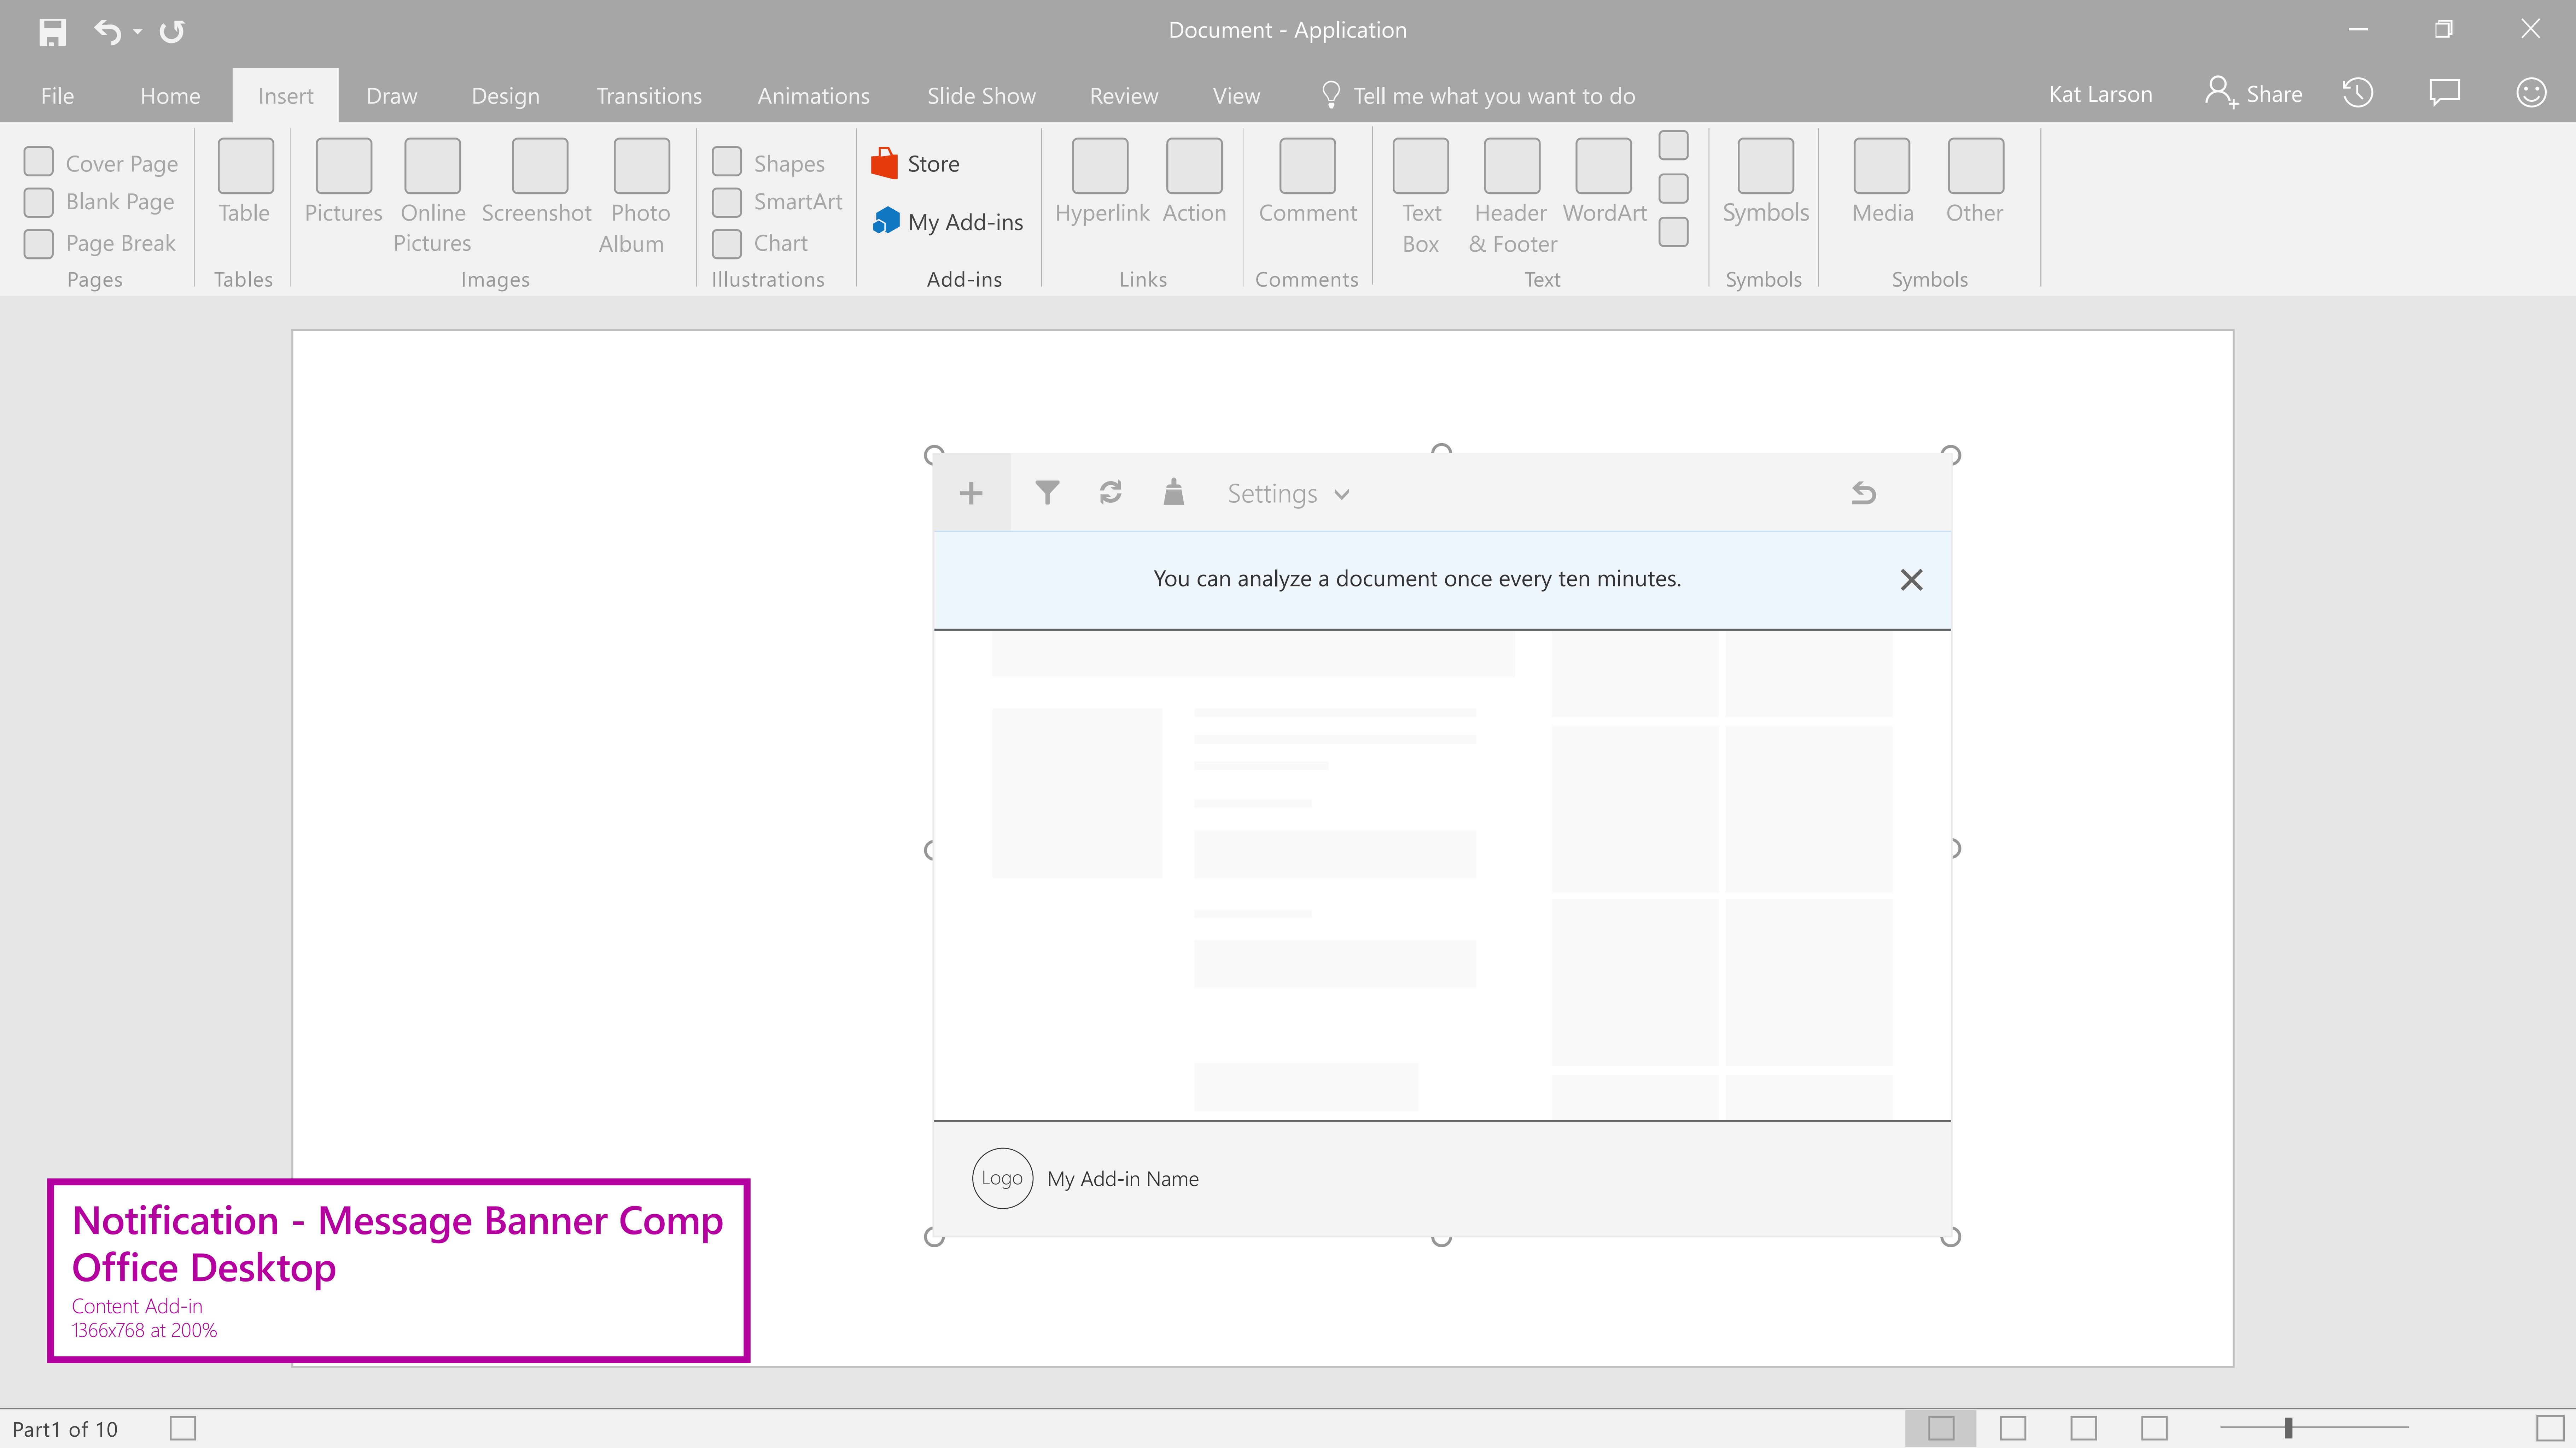 Document - Application
File Home Insert Draw Design Transitions Animations Slide Show Review View Tell me what you want to do Kat Larson Share
Cover Page
Blank Page
Page Break
Pages
Table
Tables
Pictures
Online
Pictures
Screenshot
Photo
Album
Images
Shapes
SmartArt
Chart
Illustrations
Store
My Add-ins
Add-ins
Hyperlink
Action
Links
Comment
Comments
Text
Box
Header
& Footer
WordArt
Text
Symbols
Symbols
Media
Other
Symbols
Settings
You can analyze a document once every ten minutes.
Logo
My Add-in Name
Notification - Message Banner Comp
Office Desktop
Content Add-in
1366x768 at 200%
Part1 of 10